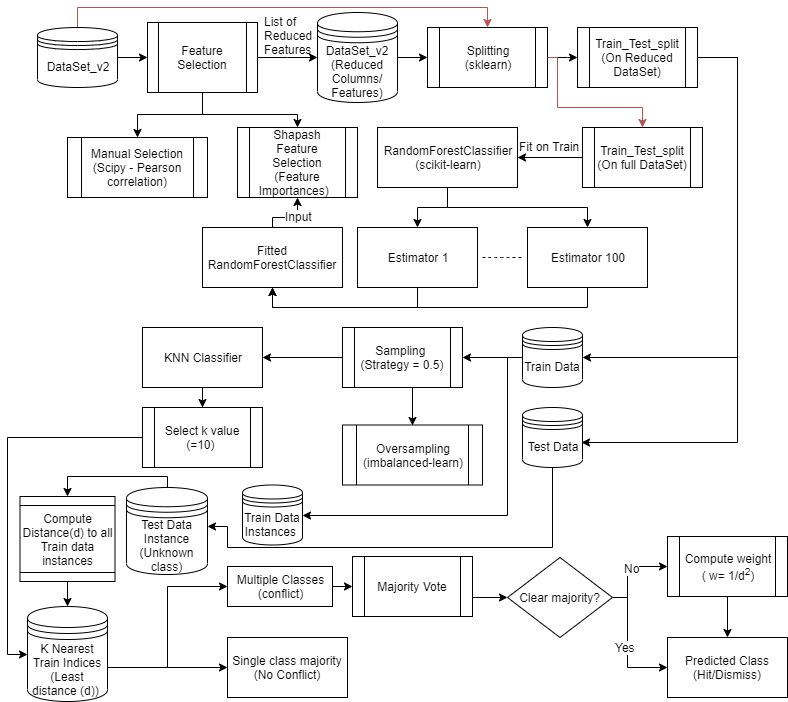 DataSet_v2
Feature
Selection
List of
Reduced
Features
DataSet_v2
(Reduced
Columns/
Features)
Splitting
(sklearn)
Train_Test_split
(On Reduced
DataSet)
Manual Selection
(Scipy - Pearson
correlation)
Shapash
Feature
Selection
(Feature
Importances)
RandomForestClassifier
(scikit-learn)
Fit on Train
Train_Test_split
(On full DataSet)
Input
Fitted
RandomForestClassifier
Estimator 1
Estimator 100
KNN Classifier
Sampling
(Strategy = 0.5)
Train Data
Select k value
(=10)
Oversampling
(imbalanced-learn)
Test Data
Compute
Distance(d) to all
Train data
instances
Test Data
Instance
(Unknown
class)
Train Data
Instances
Multiple Classes
(conflict)
Majority Vote
Clear majority?
No
Compute weight
( w= 1/d²)
K Nearest
Train Indices
(Least
distance (d))
Single class majority
(No Conflict)
Yes
Predicted Class
(Hit/Dismiss)